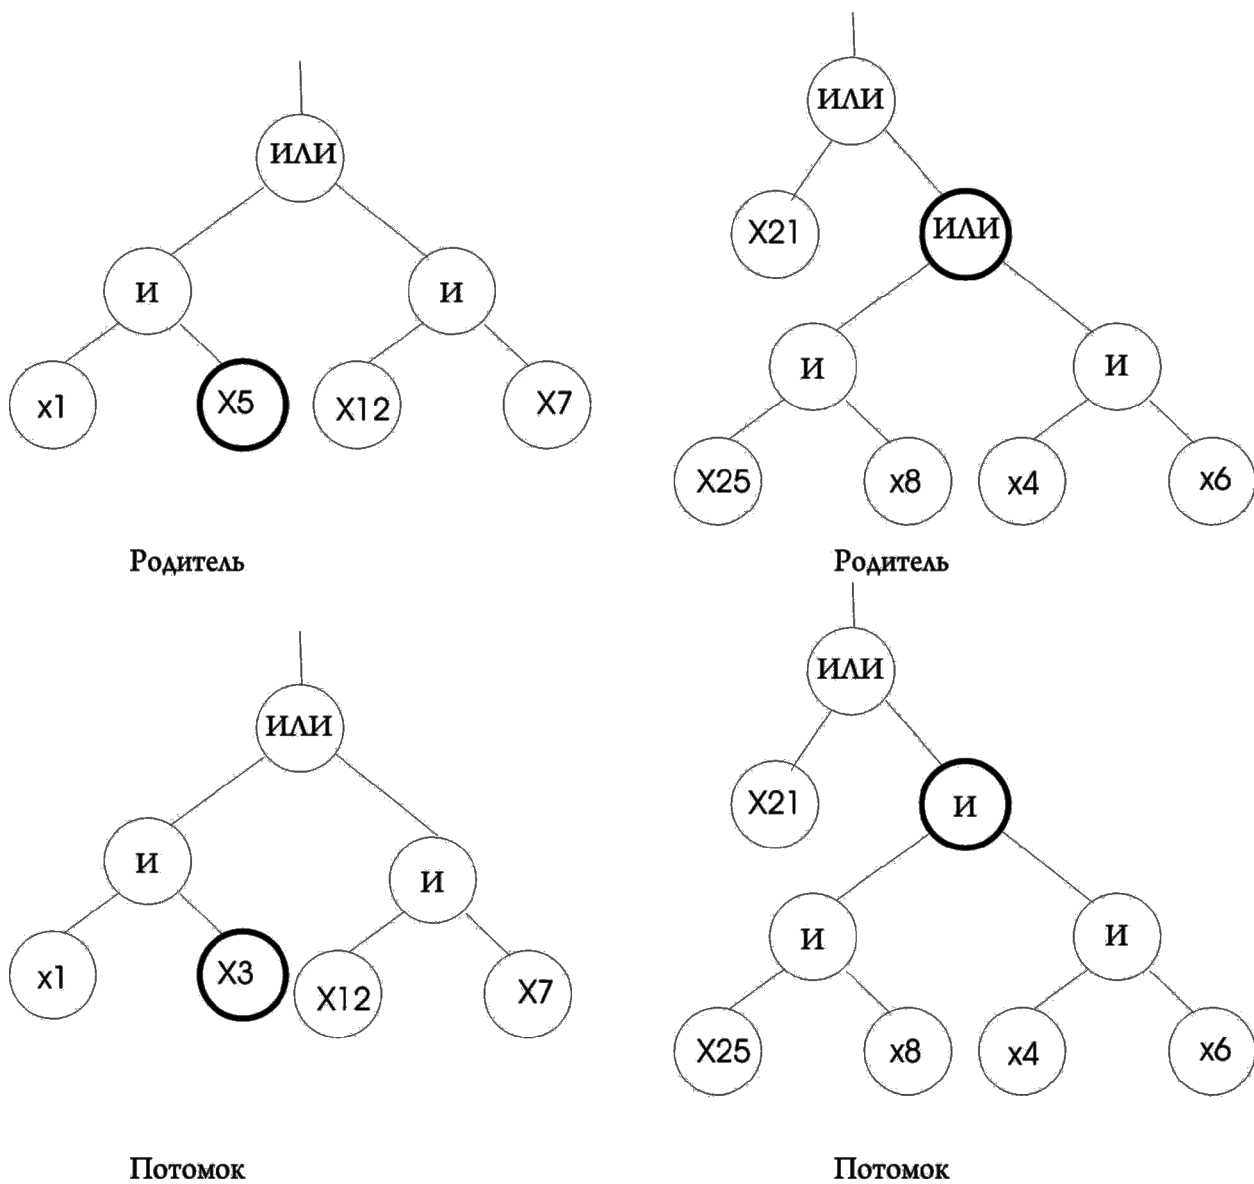 ИЛИ
И
И
x1
X5
X12
X7
Родитель
ИЛИ
X21
ИЛИ
И
И
X25
x8
x4
x6
Родитель
ИЛИ
И
И
x1
X3
X12
X7
Потомок
ИЛИ
X21
И
И
И
X25
x8
x4
x6
Потомок